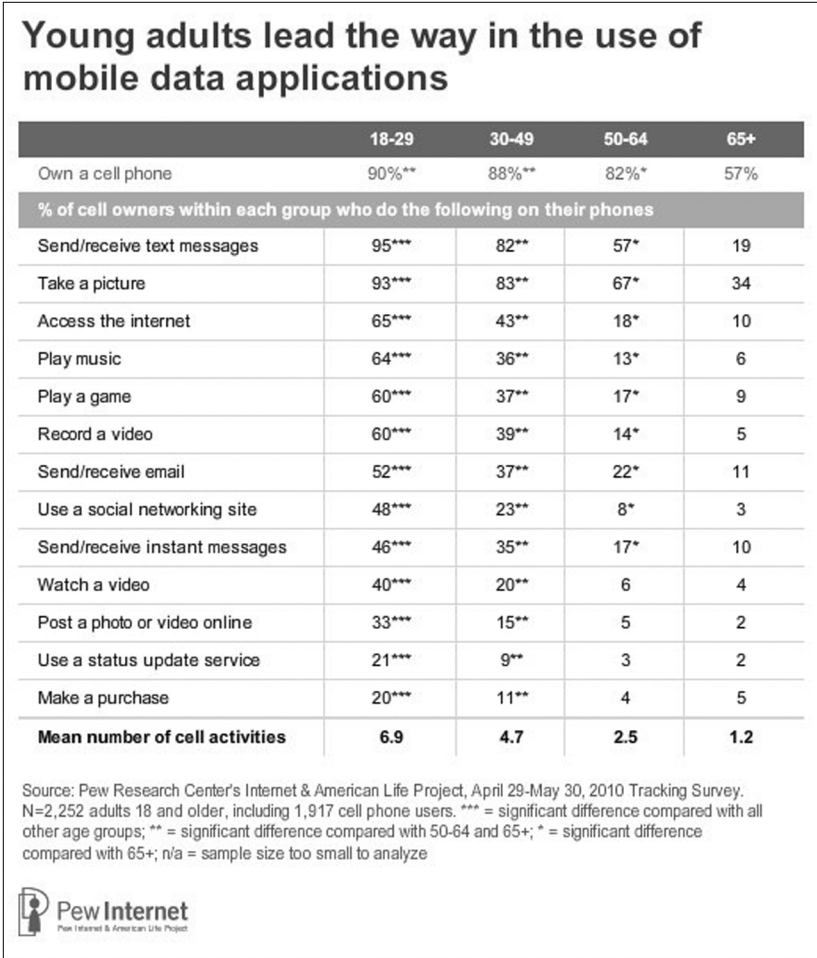 Young adults lead the way in the use of
mobile data applications
18-29 30-49 50-64 65+
Own a cell phone 90%** 88%** 82%* 57%
% of cell owners within each group who do the following on their phones
Send/receive text messages 95*** 82** 57* 19
Take a picture 93*** 83** 67* 34
Access the internet 65*** 43** 18* 10
Play music 64*** 36** 13* 6
Play a game 60*** 37** 17* 9
Record a video 60*** 39** 14* 5
Send/receive email 52*** 37** 22* 11
Use a social networking site 48*** 23** 8* 3
Send/receive instant messages 46*** 35** 17* 10
Watch a video 40*** 20** 6 4
Post a photo or video online 33*** 15** 5 2
Use a status update service 21*** 9** 3 2
Make a purchase 20*** 11** 4 5
Mean number of cell activities 6.9 4.7 2.5 1.2
Source: Pew Research Center's Internet & American Life Project, April 29-May 30, 2010 Tracking Survey.
N=2,252 adults 18 and older, including 1,917 cell phone users. *** = significant difference compared with all
other age groups; ** = significant difference compared with 50-64 and 65+; * = significant difference
compared with 65+; n/a = sample size too small to analyze
Pew Internet
Pew Internet & American Life Project